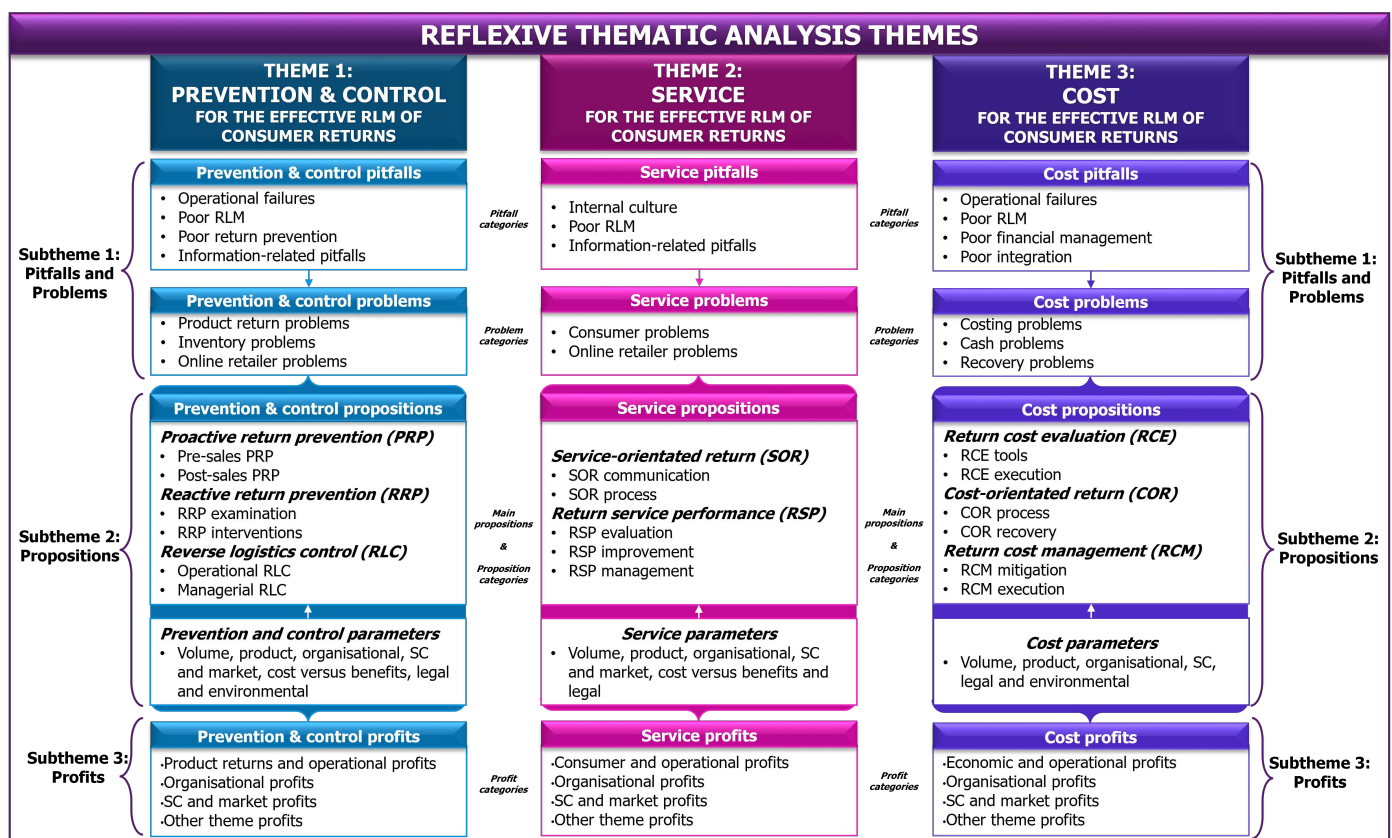 REFLEXIVE THEMATIC ANALYSIS THEMES
THEME 1:
PREVENTION & CONTROL
FOR THE EFFECTIVE RLM OF
CONSUMER RETURNS
THEME 2:
SERVICE
FOR THE EFFECTIVE RLM OF
CONSUMER RETURNS
THEME 3:
COST
FOR THE EFFECTIVE RLM OF
CONSUMER RETURNS
Subtheme 1:
Pitfalls and
Problems
Prevention & control pitfalls
• Operational failures
• Poor RLM
• Poor return prevention
• Information-related pitfalls
Pitfall
categories
Service pitfalls
• Internal culture
• Poor RLM
• Information-related pitfalls
Pitfall
categories
Cost pitfalls
• Operational failures
• Poor RLM
• Poor financial management
• Poor integration
Subtheme 1:
Pitfalls and
Problems
Prevention & control problems
• Product return problems
• Inventory problems
• Online retailer problems
Problem
categories
Service problems
• Consumer problems
• Online retailer problems
Problem
categories
Cost problems
• Costing problems
• Cash problems
• Recovery problems
Subtheme 2:
Propositions
Prevention & control propositions
Proactive return prevention (PRP)
• Pre-sales PRP
• Post-sales PRP
Reactive return prevention (RRP)
• RRP examination
• RRP interventions
Reverse logistics control (RLC)
• Operational RLC
• Managerial RLC
Prevention and control parameters
• Volume, product, organisational, SC
and market, cost versus benefits, legal
and environmental
Main
propositions
&
Proposition
categories
Service propositions
Service-orientated return (SOR)
• SOR communication
• SOR process
Return service performance (RSP)
• RSP evaluation
• RSP improvement
• RSP management
Service parameters
• Volume, product, organisational, SC
and market, cost versus benefits and
legal
Main
propositions
&
Proposition
categories
Cost propositions
Return cost evaluation (RCE)
• RCE tools
• RCE execution
Cost-orientated return (COR)
• COR process
• COR recovery
Return cost management (RCM)
• RCM mitigation
• RCM execution
Cost parameters
• Volume, product, organisational, SC,
legal and environmental
Subtheme 2:
Propositions
Subtheme 3:
Profits
Prevention & control profits
•Product returns and operational profits
•Organisational profits
•SC and market profits
•Other theme profits
Profit
categories
Service profits
•Consumer and operational profits
•Organisational profits
•SC and market profits
•Other theme profits
Profit
categories
Cost profits
•Economic and operational profits
•Organisational profits
•SC and market profits
•Other theme profits
Subtheme 3:
Profits